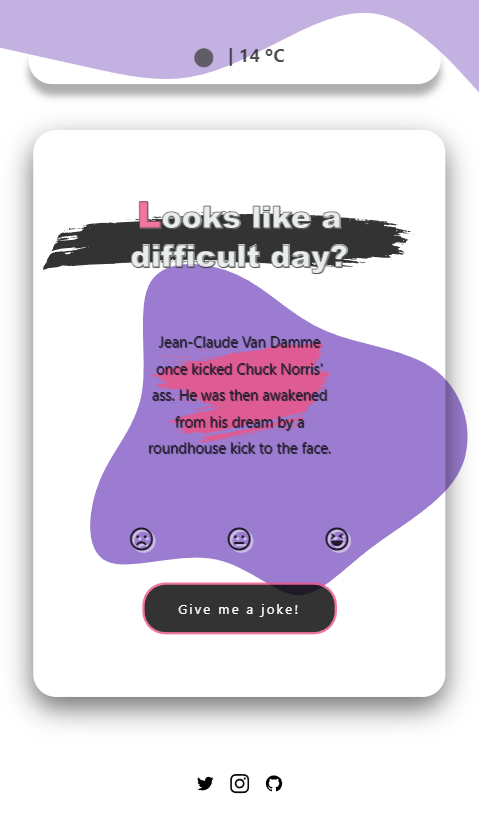 | 14 ºC
Looks like a
difficult day?
Jean-Claude Van Damme
once kicked Chuck Norris'
ass. He was then awakened
from his dream by a
roundhouse kick to the face.
Give me a joke!